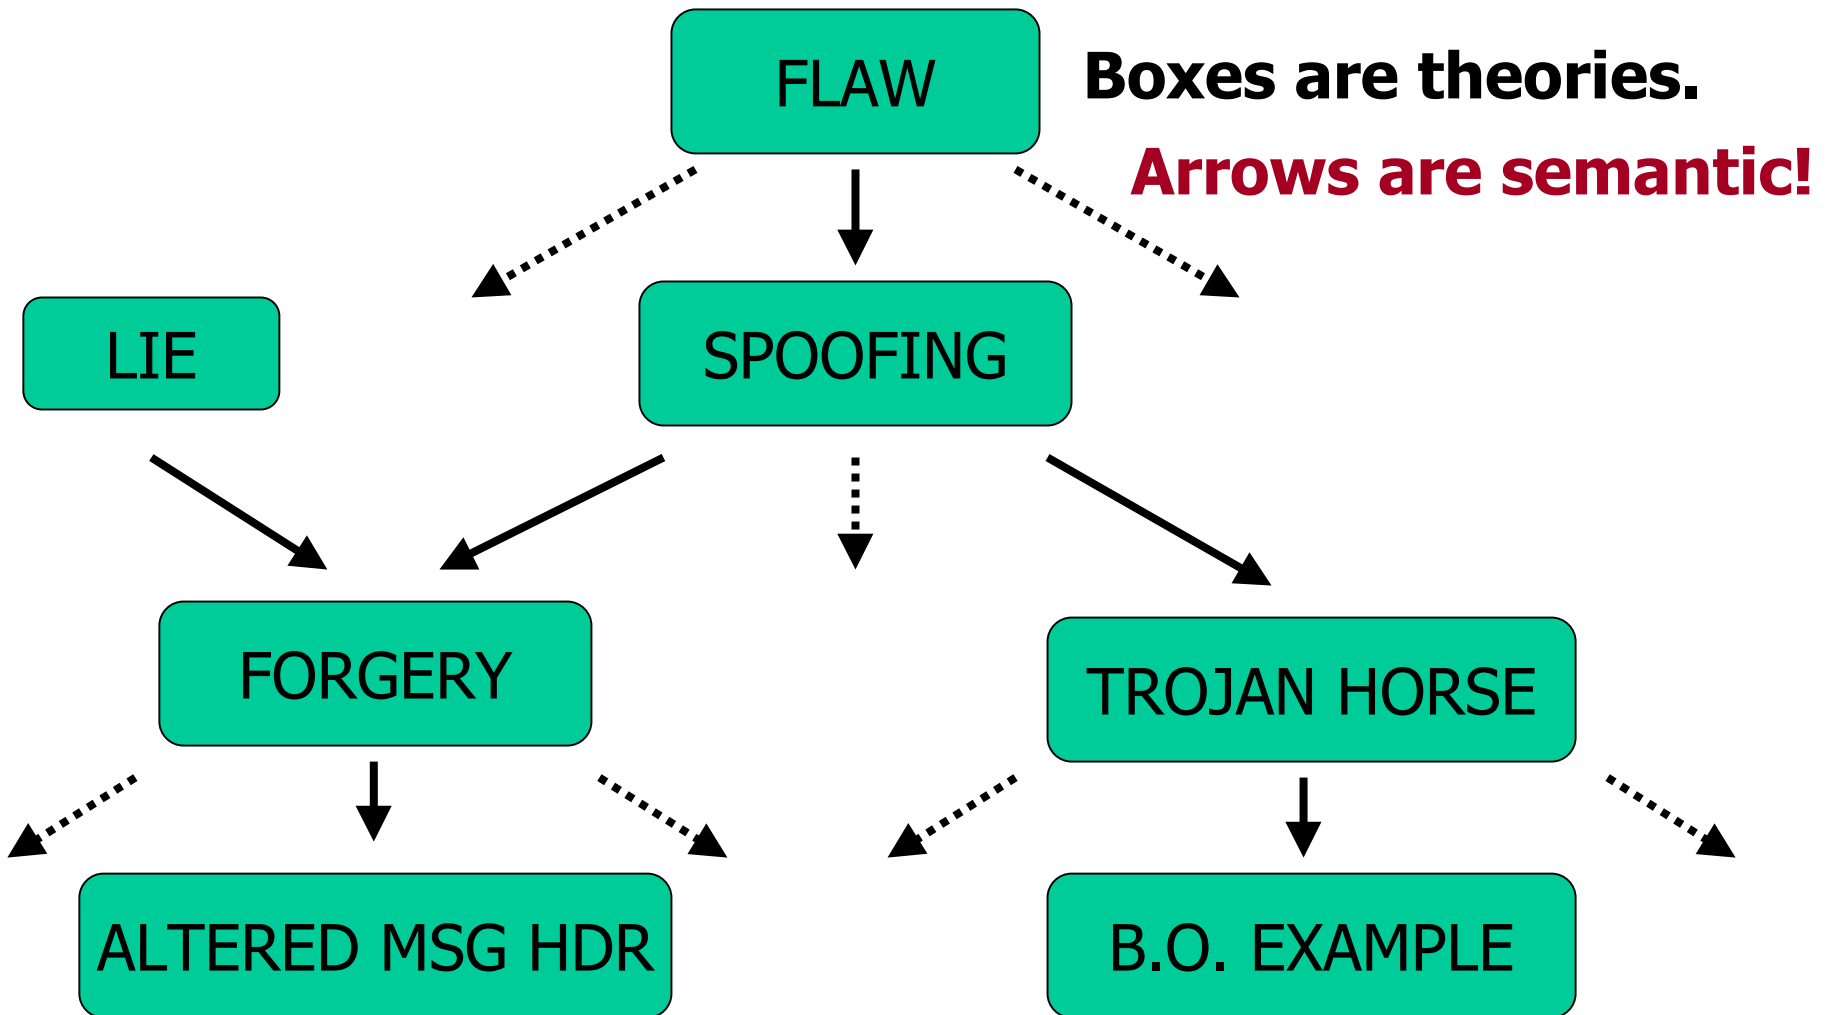 FLAW
Boxes are theories.
Arrows are semantic!
LIE
SPOOFING
FORGERY
TROJAN HORSE
ALTERED MSG HDR
B.O. EXAMPLE